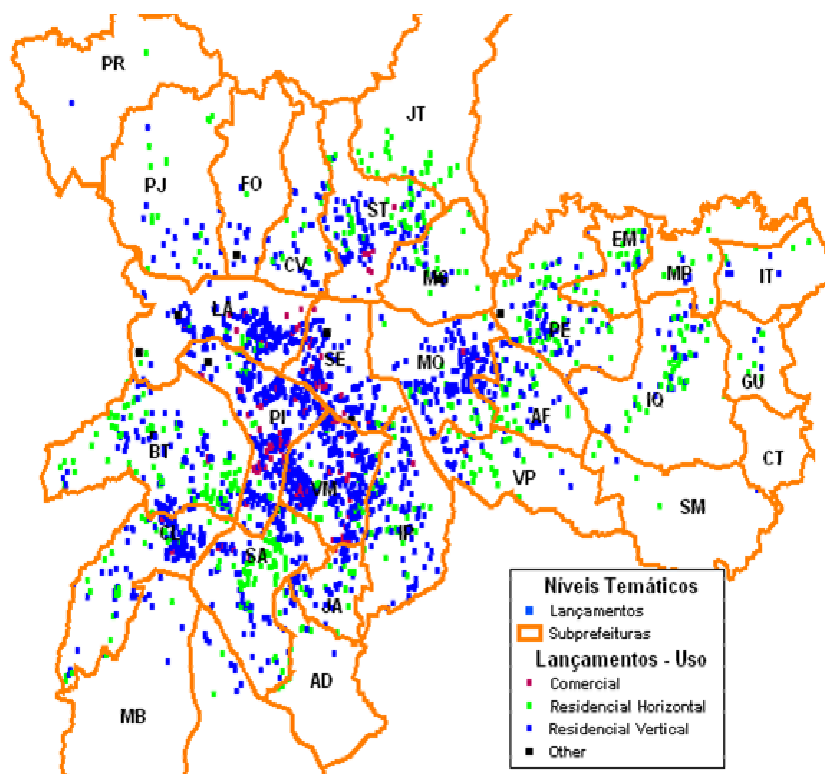 PR
JT
PJ
FO
ST
EM
CV
MG
MP
IT
LA
SE
MO
PE
PI
AF
IQ
GU
BT
VM
VP
CT
SM
CL
SA
IP
JA
AD
MB
Níveis Temáticos
Lançamentos
Subprefeituras
Lançamentos - Uso
Comercial
Residencial Horizontal
Residencial Vertical
Other